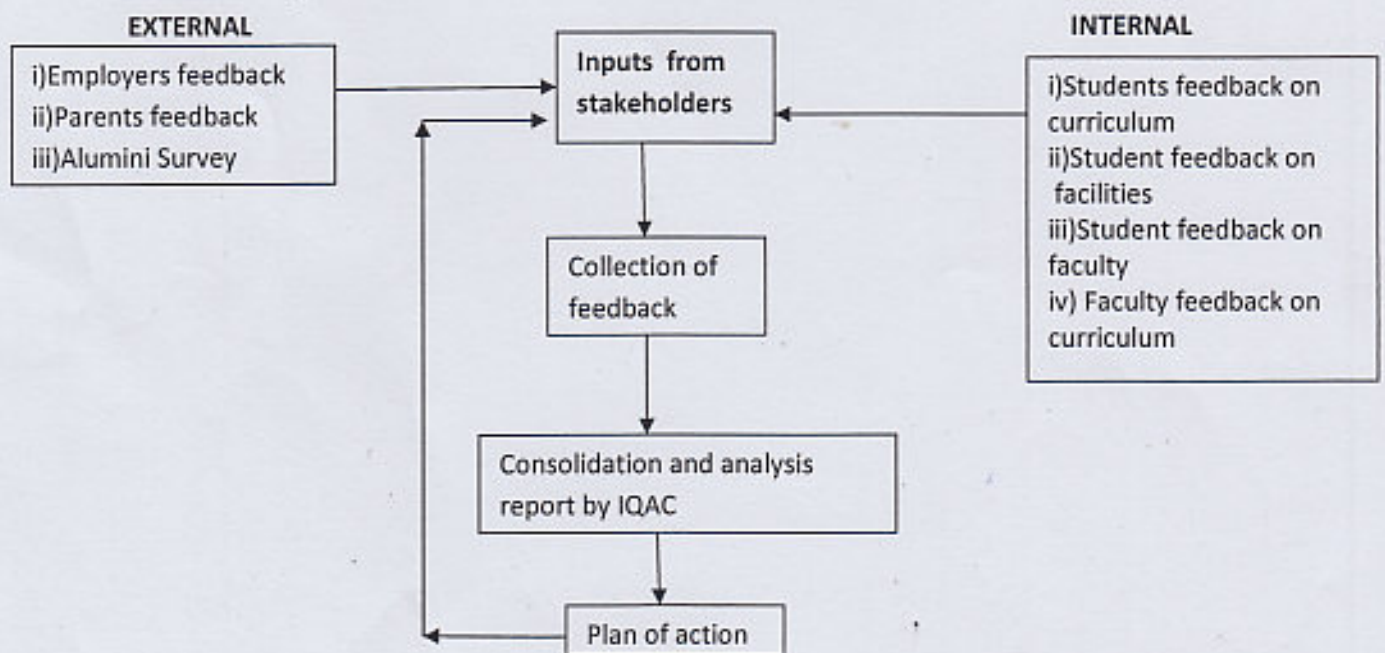 EXTERNAL
i)Employers feedback
ii)Parents feedback
iii)Alumini Survey
Inputs from
stakeholders
INTERNAL
i)Students feedback on
curriculum
ii)Student feedback on
facilities
iii)Student feedback on
faculty
iv) Faculty feedback on
curriculum
Collection of
feedback
Consolidation and analysis
report by IQAC
Plan of action